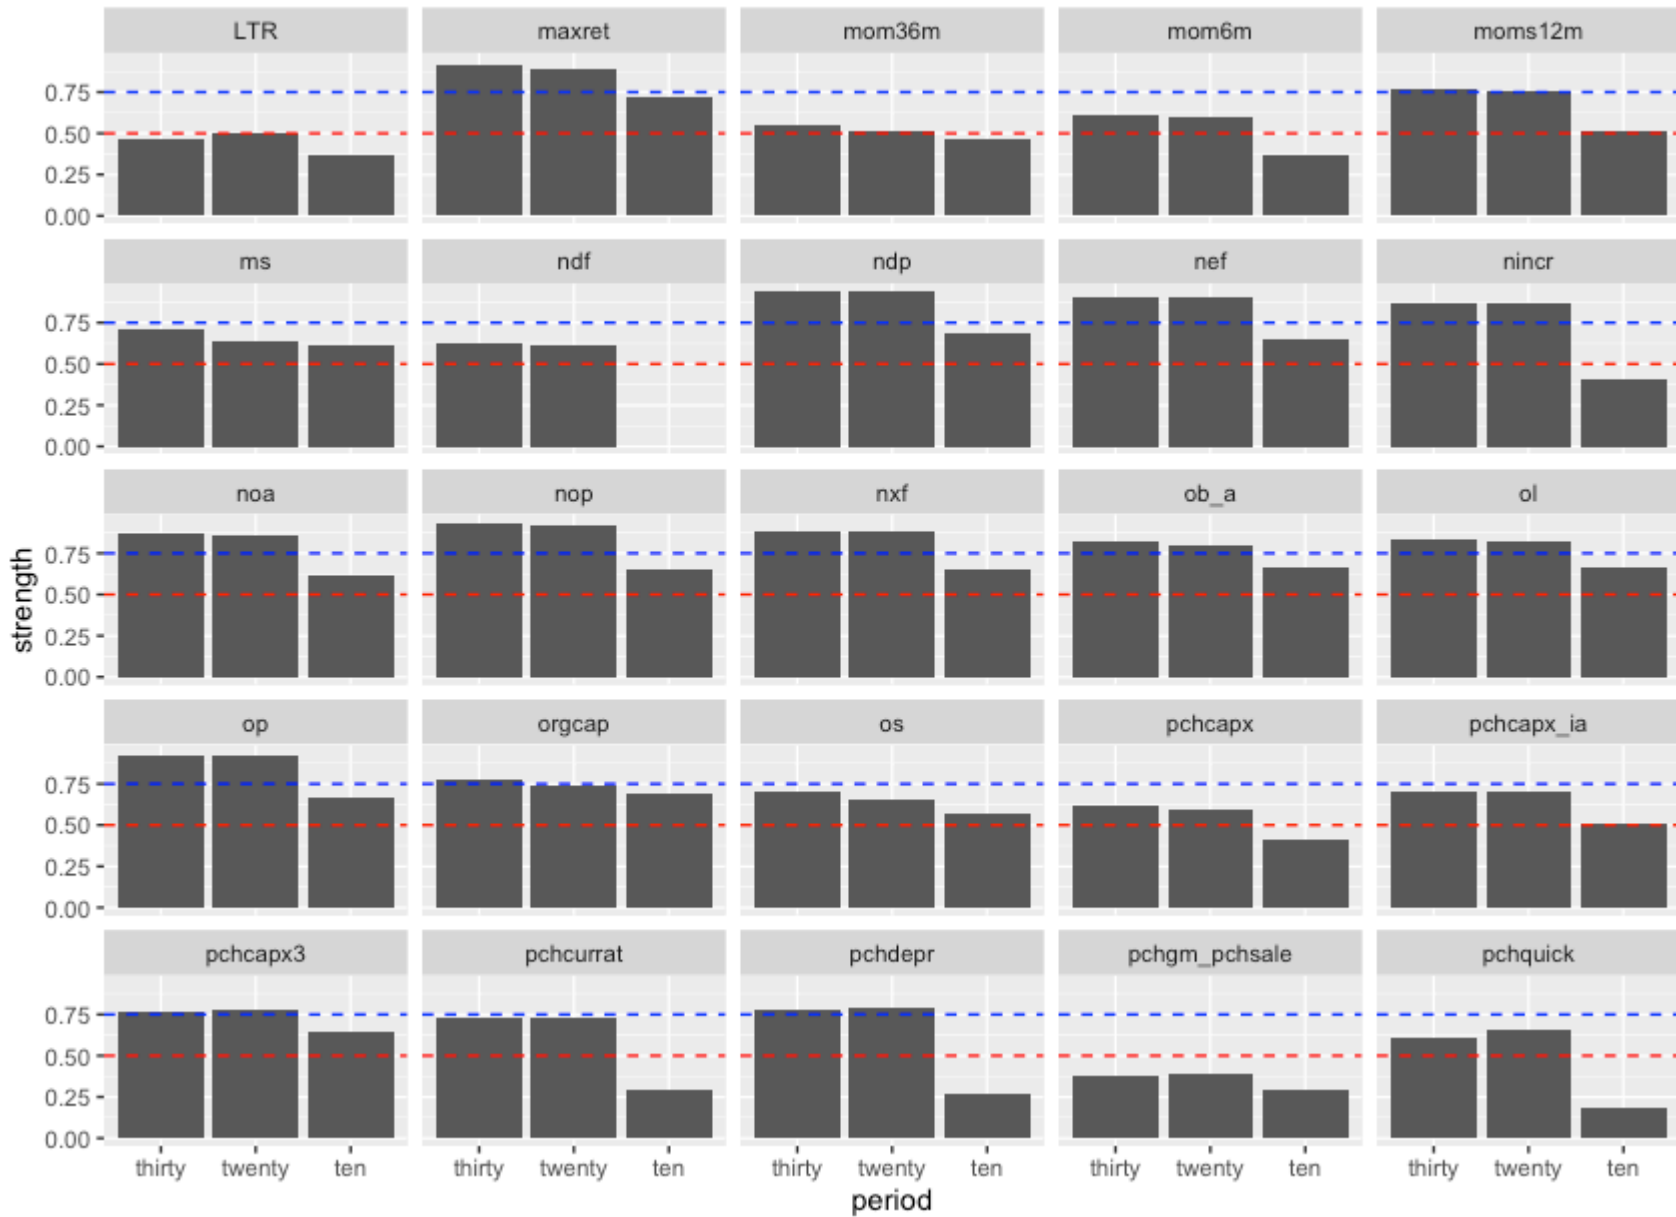 LTR maxret mom36m mom6m moms12m
0.75
0.50
0.25
0.00
ms ndf ndp nef nincr
0.75
0.50
0.25
0.00
noa nop nxf ob_a ol
0.75
0.50
0.25
0.00
strength
op orgcap os pchcapx pchcapx_ia
0.75
0.50
0.25
0.00
pchcapx3 pchcurrat pchdepr pchgm_pchsale pchquick
0.75
0.50
0.25
0.00
thirty twenty ten thirty twenty ten thirty twenty ten thirty twenty ten thirty twenty ten
period